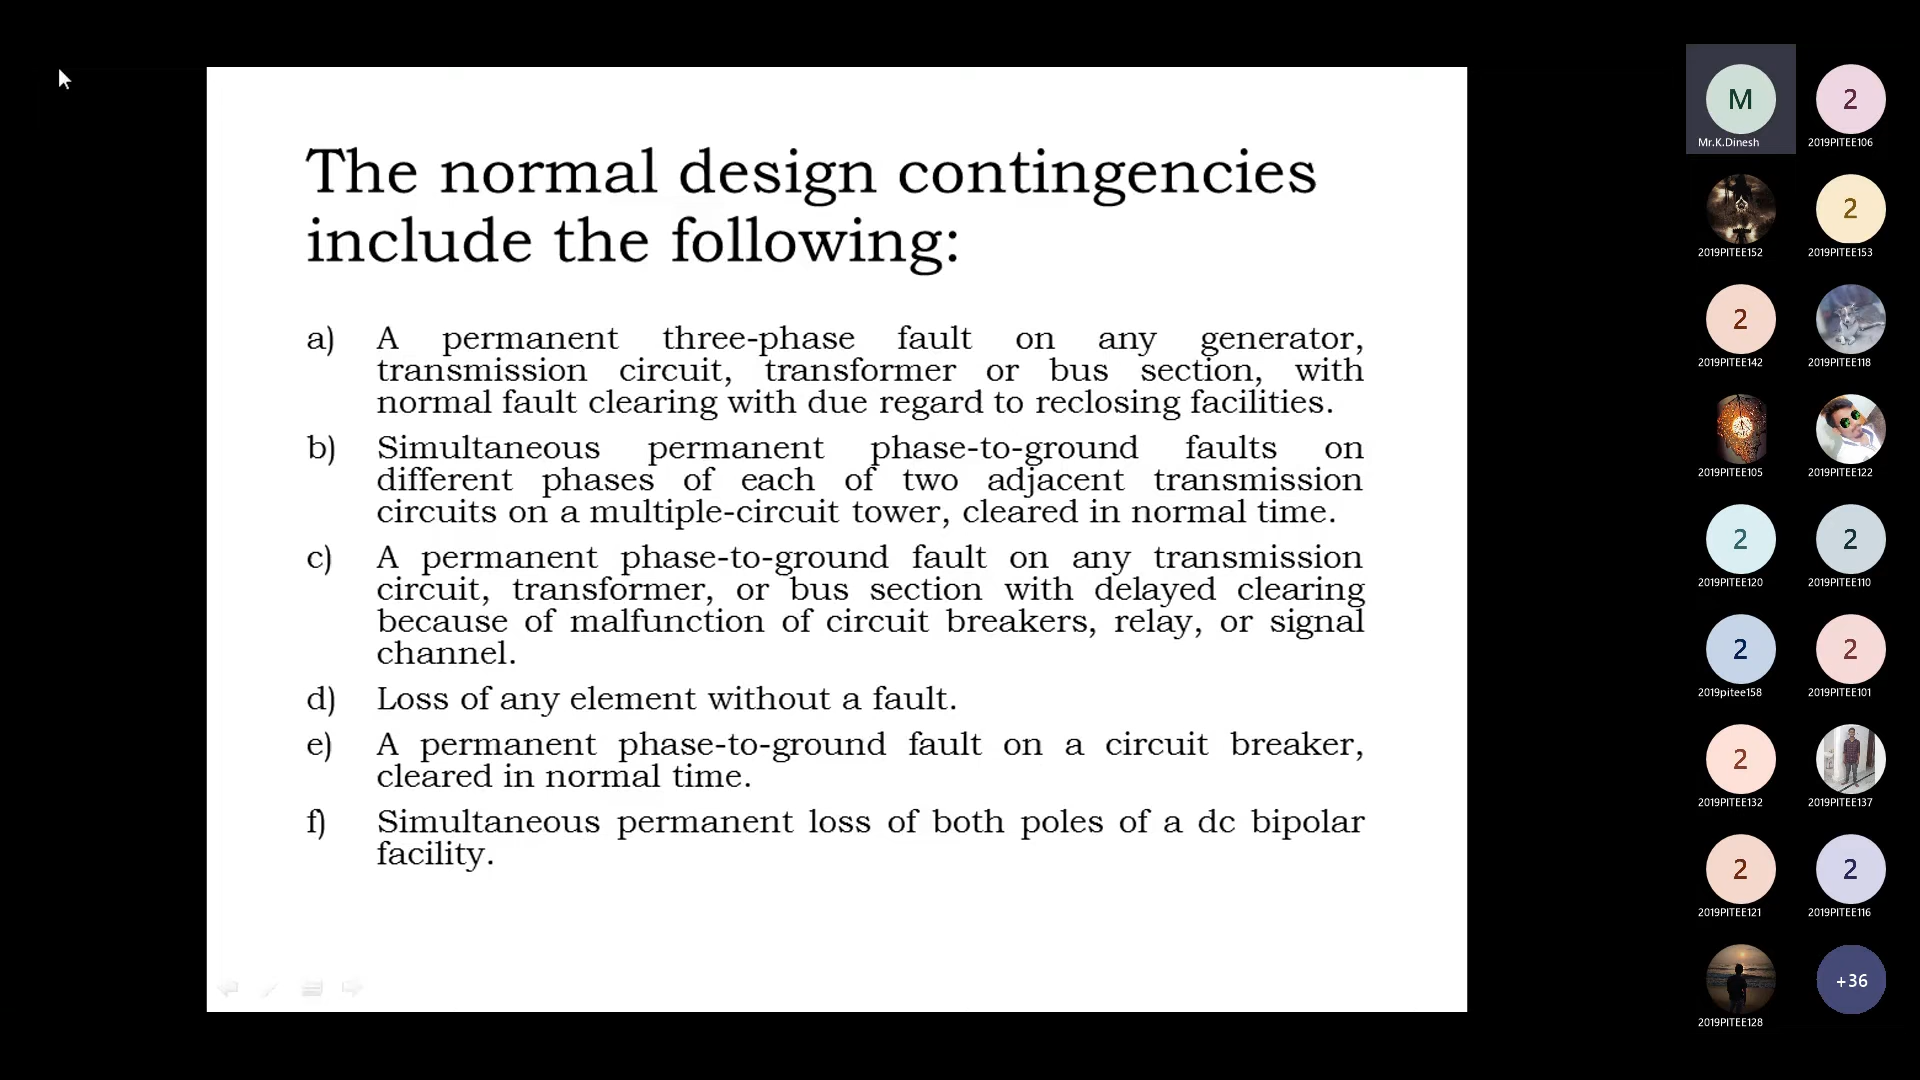 The normal design contingencies
include the following:
a) A permanent three-phase fault on any generator,
transmission circuit, transformer or bus section, with
normal fault clearing with due regard to reclosing facilities.
b) Simultaneous permanent phase-to-ground faults on
different phases of each of two adjacent transmission
circuits on a multiple-circuit tower, cleared in normal time.
c) A permanent phase-to-ground fault on any transmission
circuit, transformer, or bus section with delayed clearing
because of malfunction of circuit breakers, relay, or signal
channel.
d) Loss of any element without a fault.
e) A permanent phase-to-ground fault on a circuit breaker,
cleared in normal time.
f) Simultaneous permanent loss of both poles of a dc bipolar
facility.
M 2
Mr.K.Dinesh 2019PITEE106
2
2019PITEE152 2019PITEE153
2
2019PITEE142 2019PITEE118
2019PITEE105 2019PITEE122
2 2
2019PITEE120 2019PITEE110
2 2
2019pitee158 2019PITEE101
2
2019PITEE132 2019PITEE137
2 2
2019PITEE121 2019PITEE116
+36
2019PITEE128